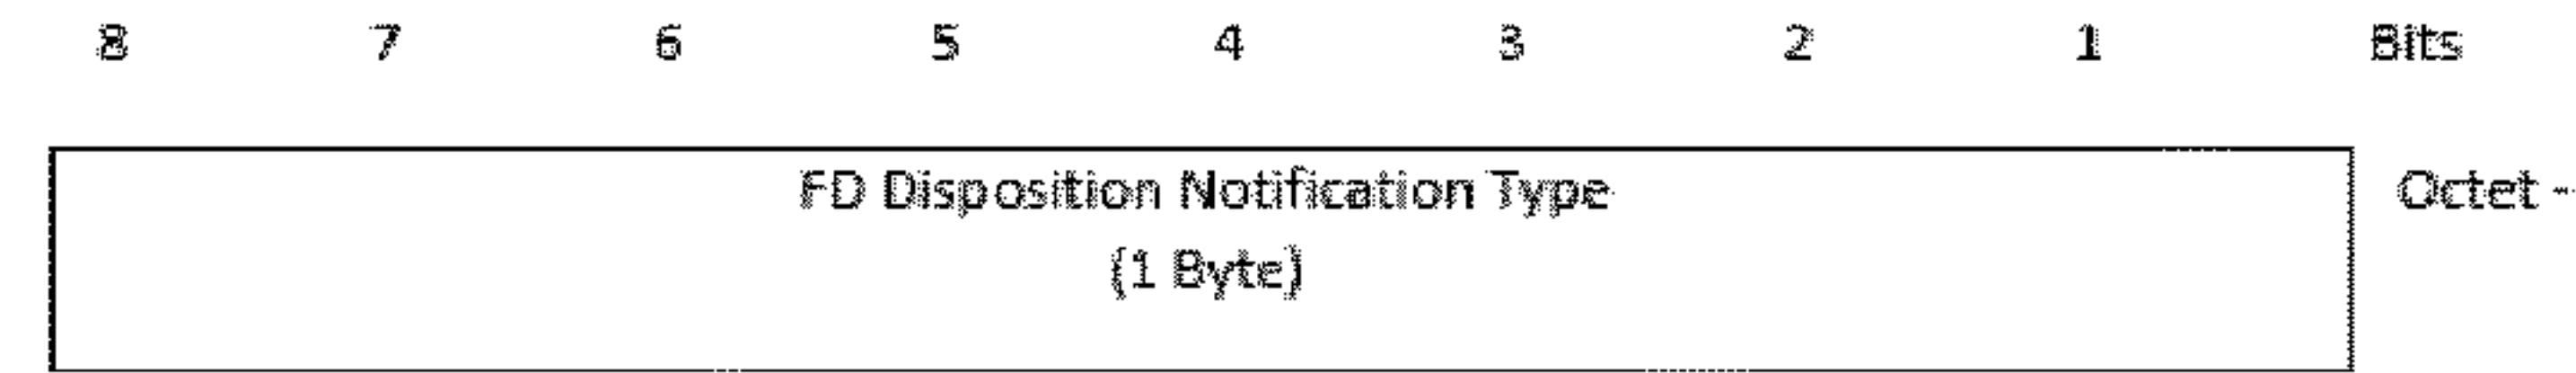 8 7 6 5 4 3 2 1 Bits
FD Disposition Notification Type Octet -
(1 Byte)